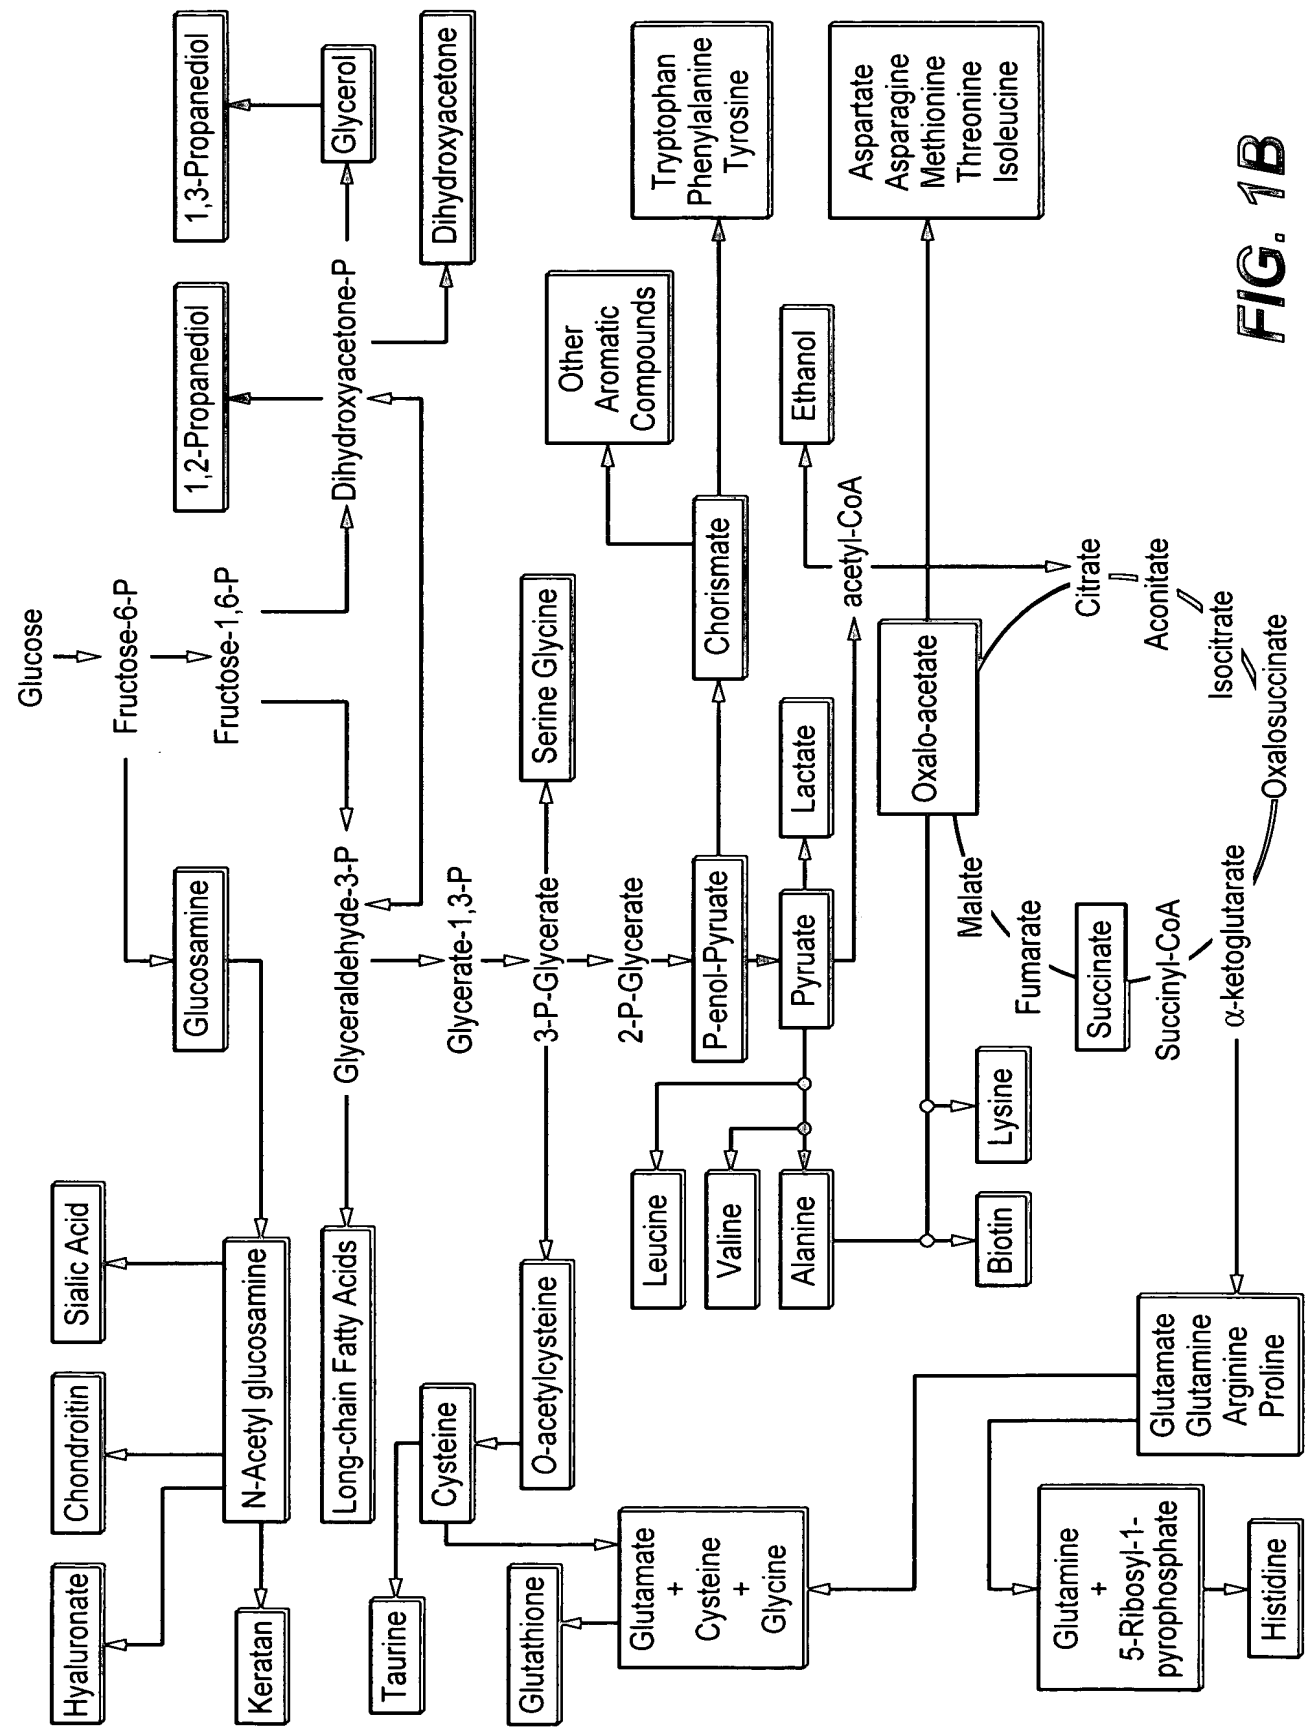 Glucose
Fructose-6-P
Fructose-1,6-P
Glucosamine
N-Acetyl glucosamine
Sialic Acid
Chondroitin
Hyaluronate
Keratan
1,2-Propanediol
1,3-Propanediol
Glycerol
Dihydroxyacetone-P
Dihydroxyacetone
Glyceraldehyde-3-P
Long-chain Fatty Acids
Glycerate-1,3-P
3-P-Glycerate
Serine Glycine
O-acetylcysteine
Cysteine
Taurine
Glutathione
Glutamate
+
Cysteine
+
Glycine
2-P-Glycerate
P-enol-Pyruate
Chorismate
Other
Aromatic
Compounds
Tryptophan
Phenylalanine
Tyrosine
Pyruate
Lactate
Ethanol
acetyl-CoA
Leucine
Valine
Alanine
Oxalo-acetate
Aspartate
Asparagine
Methionine
Threonine
Isoleucine
Lysine
Biotin
Citrate
Aconitate
Isocitrate
Oxalosuccinate
α-ketoglutarate
Succinyl-CoA
Succinate
Fumarate
Malate
Glutamate
Glutamine
Arginine
Proline
Glutamine
+
5-Ribosyl-1-
pyrophosphate
Histidine
FIG. 1B